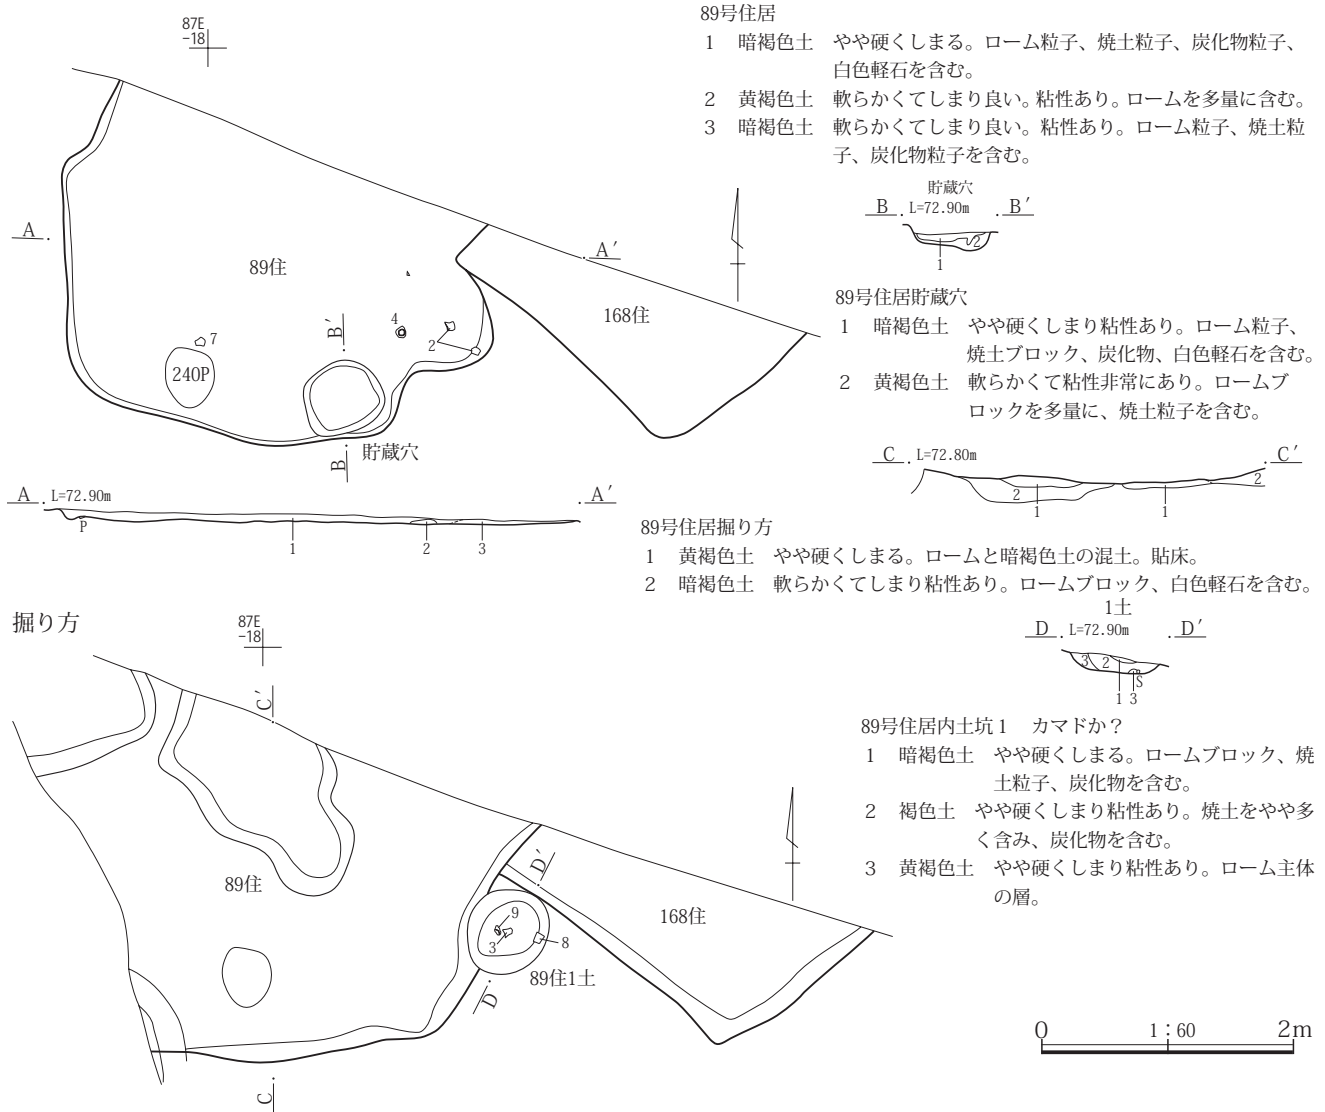 87E
-18
A
A′
89住
168住
B′
4
2
7
240P
B
貯蔵穴
A L=72.90m A′
P
1 2 3
掘り方
87E
-18
C′
89住
168住
D′
9
3
8
89住1土
D
C
89号住居
1 暗褐色土 やや硬くしまる。ローム粒子、焼土粒子、炭化物粒子、
白色軽石を含む。
2 黄褐色土 軟らかくてしまり良い。粘性あり。ロームを多量に含む。
3 暗褐色土 軟らかくてしまり良い。粘性あり。ローム粒子、焼土粒
子、炭化物粒子を含む。
貯蔵穴
B L=72.90m B′
2
1
89号住居貯蔵穴
1 暗褐色土 やや硬くしまり粘性あり。ローム粒子、
焼土ブロック、炭化物、白色軽石を含む。
2 黄褐色土 軟らかくて粘性非常にあり。ロームブ
ロックを多量に、焼土粒子を含む。
C L=72.80m C′
2 2
1 1
89号住居掘り方
1 黄褐色土 やや硬くしまる。ロームと暗褐色土の混土。貼床。
2 暗褐色土 軟らかくてしまり粘性あり。ロームブロック、白色軽石を含む。
1土
D L=72.90m D′
3 2
S
1 3
89号住居内土坑1 カマドか？
1 暗褐色土 やや硬くしまる。ロームブロック、焼
土粒子、炭化物を含む。
2 褐色土 やや硬くしまり粘性あり。焼土をやや多
く含み、炭化物を含む。
3 黄褐色土 やや硬くしまり粘性あり。ローム主体
の層。
0 1：60 2m